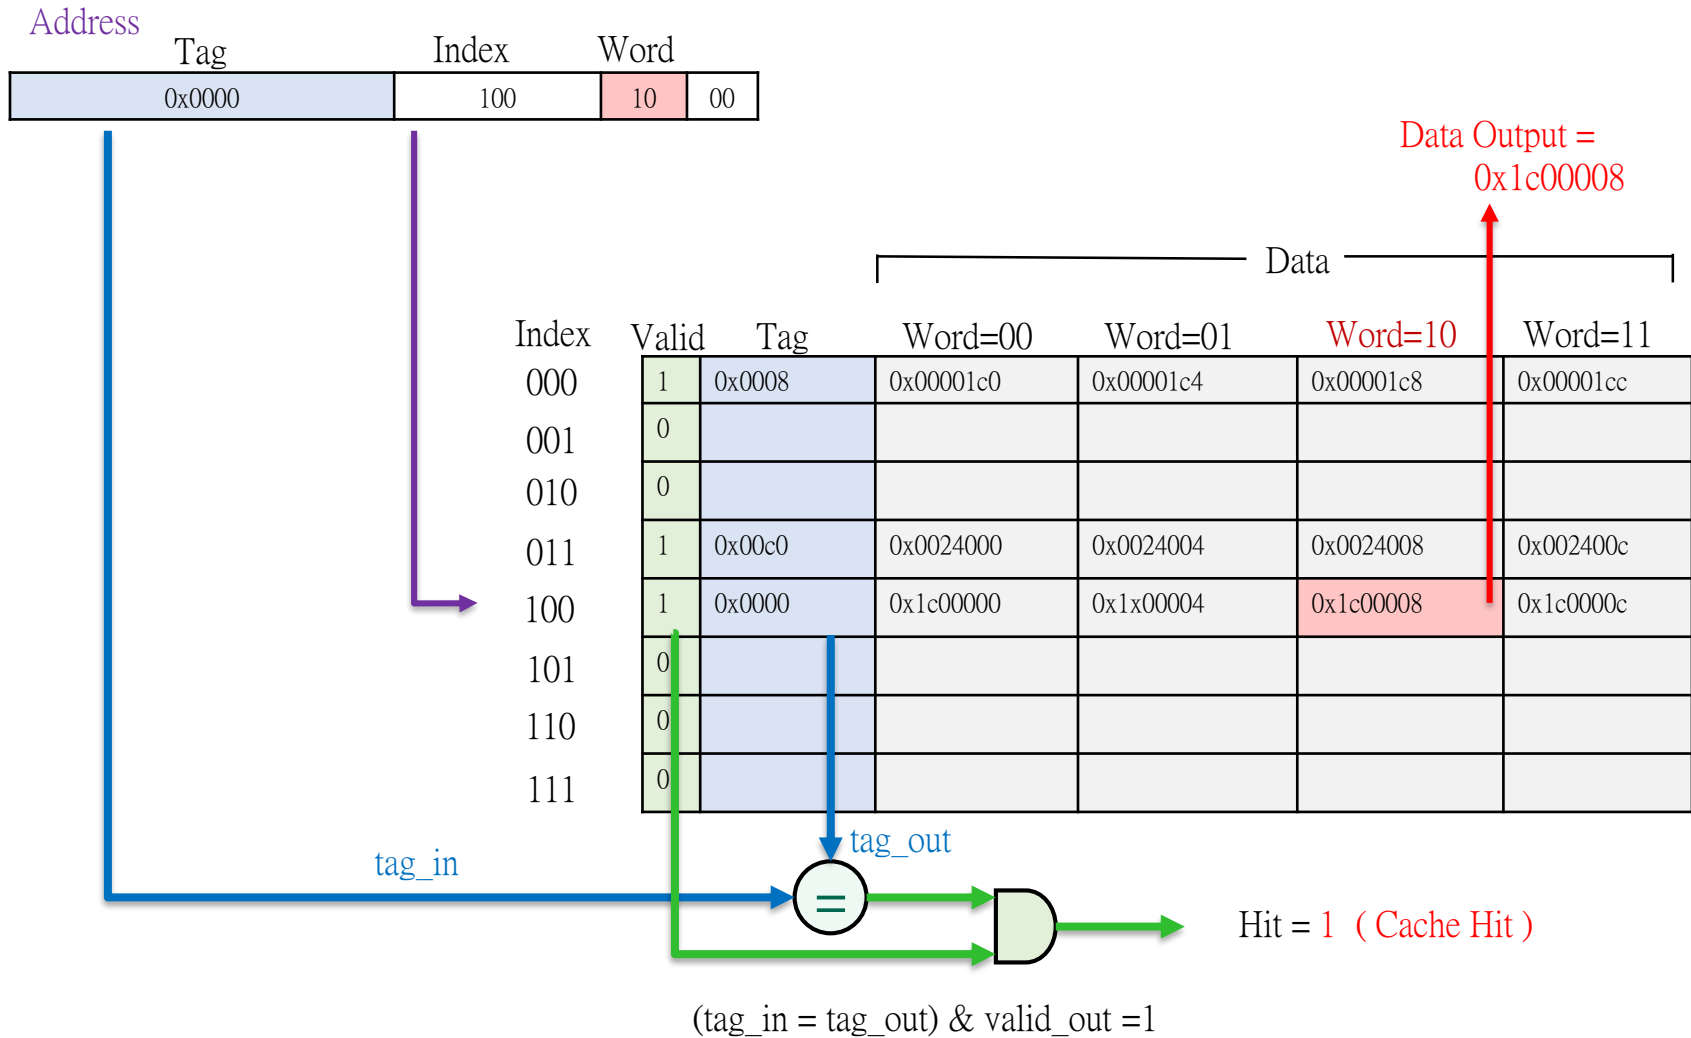 Address
Tag Index Word
0x0000 100 10 00
Data Output =
0x1c00008
Data
Index Valid Tag Word=00 Word=01 Word=10 Word=11
000 1 0x0008 0x00001c0 0x00001c4 0x00001c8 0x00001cc
001 0
010 0
011 1 0x00c0 0x0024000 0x0024004 0x0024008 0x002400c
100 1 0x0000 0x1c00000 0x1x00004 0x1c00008 0x1c0000c
101 0
110 0
111 0
tag_out
tag_in
=
Hit = 1 ( Cache Hit )
(tag_in = tag_out) & valid_out =1